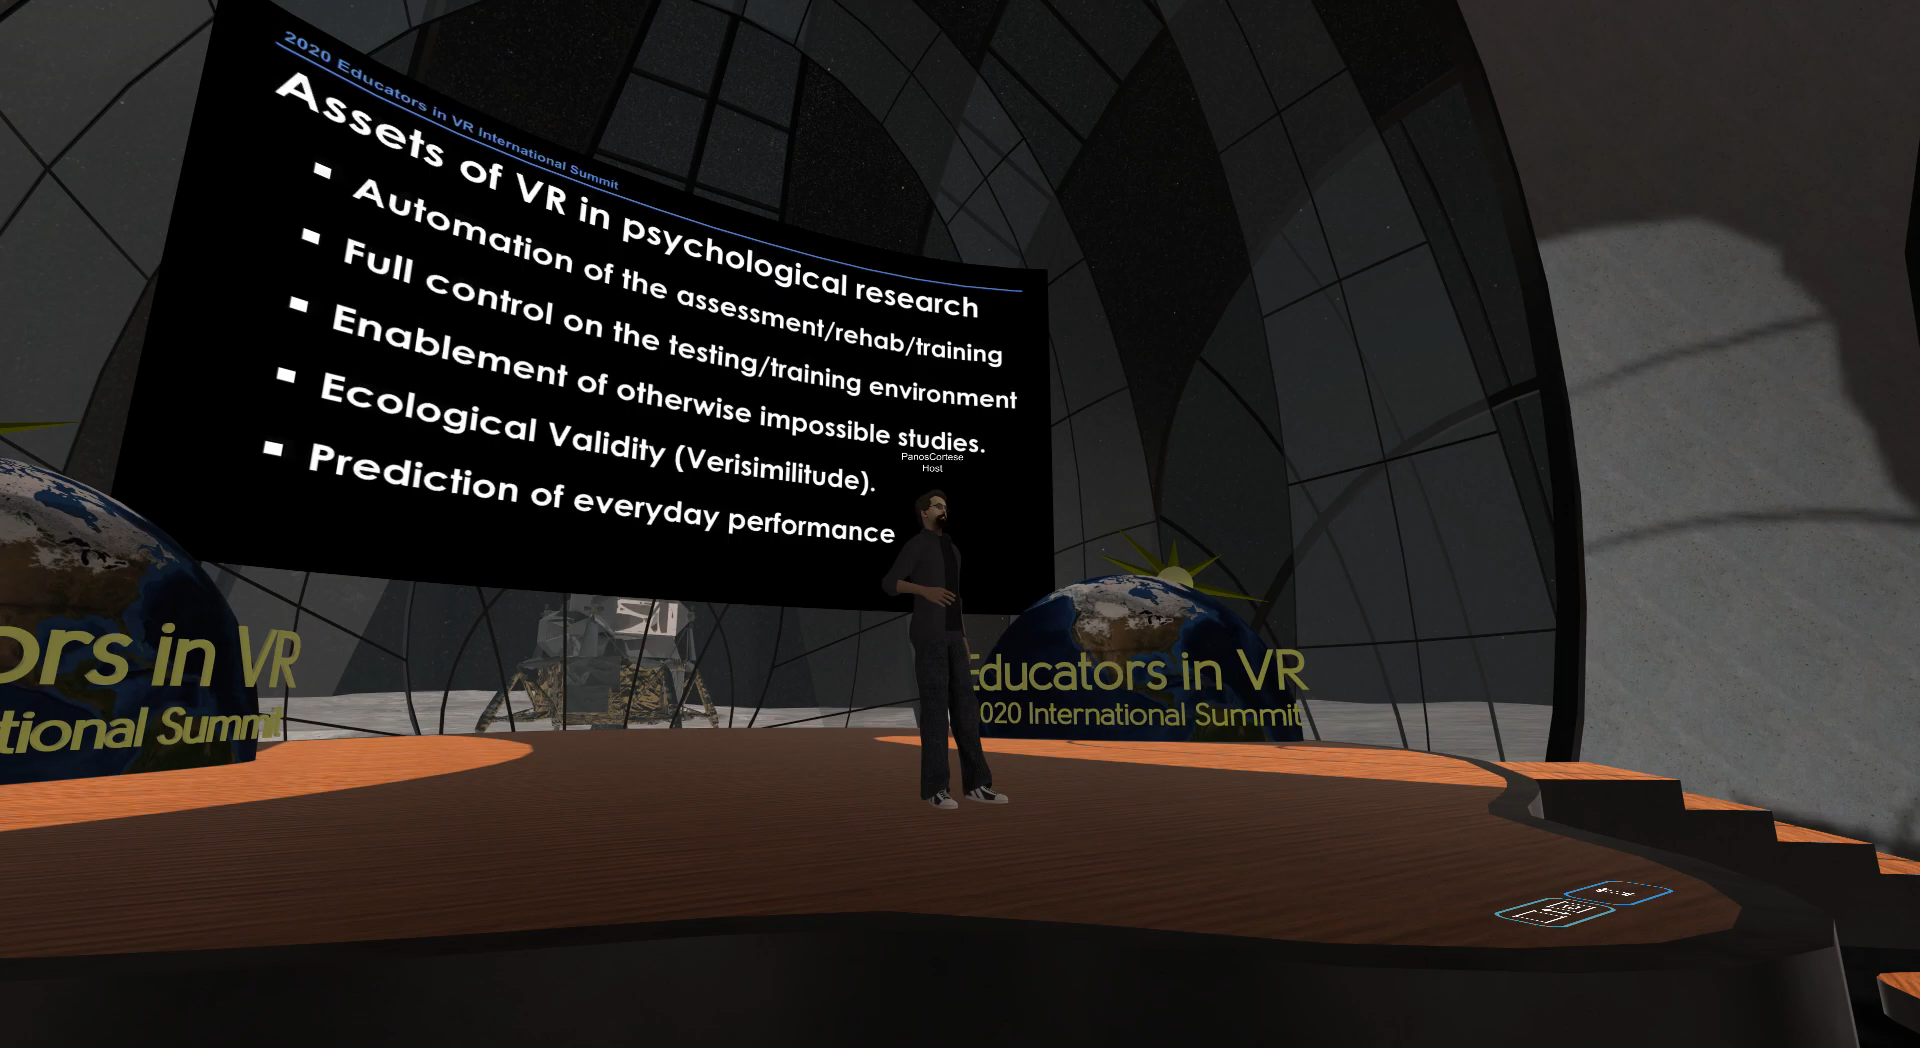 2020 Educators in VR International Summit
Assets of VR in psychological research
▪ Automation of the assessment/rehab/training
▪ Full control on the testing/training environment
▪ Enablement of otherwise impossible studies.
▪ Ecological Validity (Verisimilitude).
▪ Prediction of everyday performance
PanosCortese
Host
ors in VR
tional Summit
Educators in VR
020 International Summit